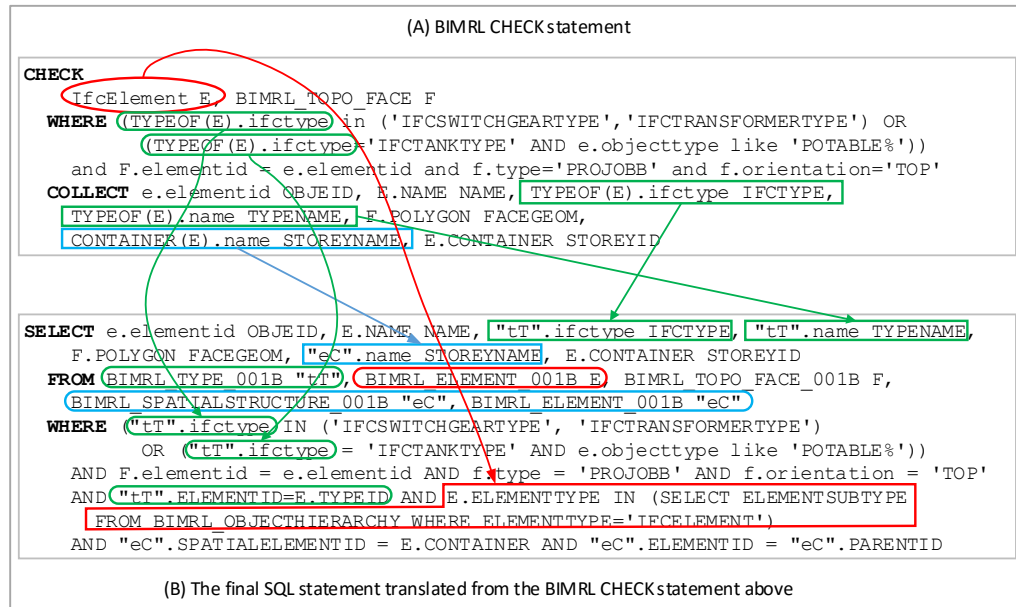 (A) BIMRL CHECK statement
CHECK
IfcElement E, BIMRL_TOPO_FACE F
WHERE (TYPEOF(E).ifctype in ('IFCSWITCHGEARTYPE','IFCTRANSFORMERTYPE') OR
(TYPEOF(E).ifctype='IFCTANKTYPE' AND e.objecttype like 'POTABLE%'))
and F.elementid = e.elementid and f.type='PROJOBB' and f.orientation='TOP'
COLLECT e.elementid OBJEID, E.NAME NAME, TYPEOF(E).ifctype IFCTYPE,
TYPEOF(E).name TYPENAME, F.POLYGON FACEGEOM,
CONTAINER(E).name STOREYNAME, E.CONTAINER STOREYID
SELECT e.elementid OBJEID, E.NAME NAME, "tT".ifctype IFCTYPE, "tT".name TYPENAME,
F.POLYGON FACEGEOM, "eC".name STOREYNAME, E.CONTAINER STOREYID
FROM BIMRL_TYPE_001B "tT", BIMRL_ELEMENT_001B E, BIMRL_TOPO_FACE_001B F,
BIMRL_SPATIALSTRUCTURE_001B "eC", BIMRL_ELEMENT_001B "eC"
WHERE ("tT".ifctype IN ('IFCSWITCHGEARTYPE', 'IFCTRANSFORMERTYPE')
OR ("tT".ifctype = 'IFCTANKTYPE' AND e.objecttype like 'POTABLE%'))
AND F.elementid = e.elementid AND f.type = 'PROJOBB' AND f.orientation = 'TOP'
AND "tT".ELEMENTID=E.TYPEID AND E.ELEMENTTYPE IN (SELECT ELEMENTSUBTYPE
FROM BIMRL_OBJECTHIERARCHY WHERE ELEMENTTYPE='IFCELEMENT')
AND "eC".SPATIALELEMENTID = E.CONTAINER AND "eC".ELEMENTID = "eC".PARENTID
(B) The final SQL statement translated from the BIMRL CHECK statement above